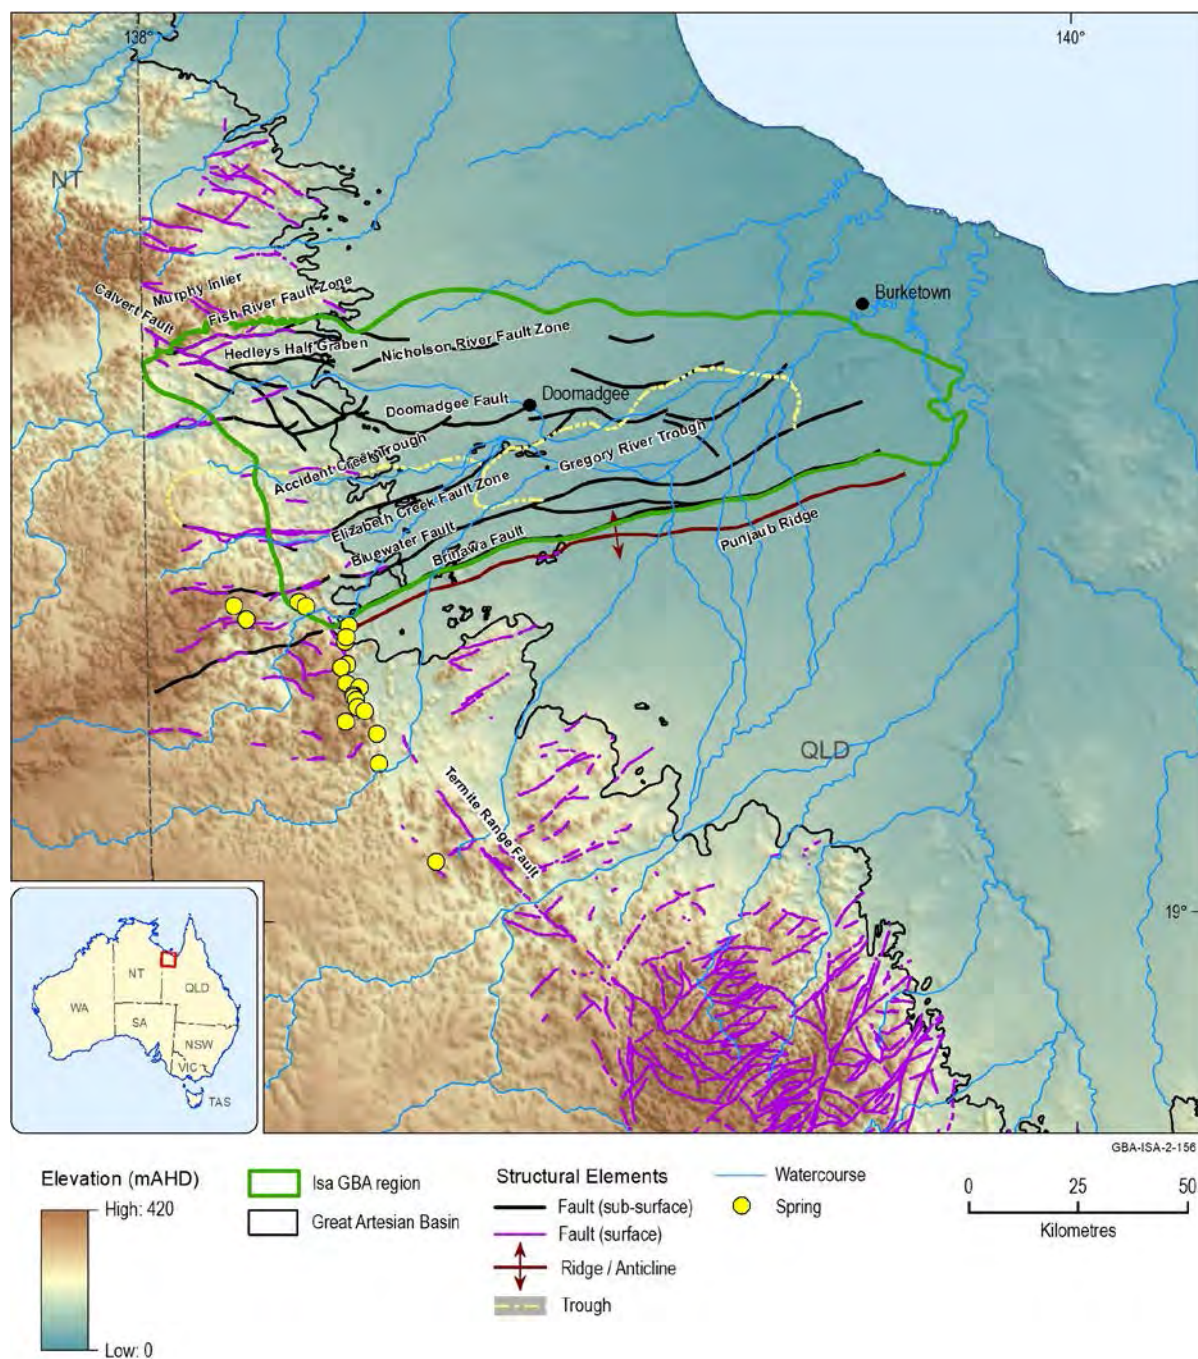 138°
140°
NT
Burketown
Murphy Inlier
Calvert Fault
Fish River Fault Zone
Hedleys Half Graben
Nicholson River Fault Zone
Doomadgee
Doomadgee Fault
Accident Creek Trough
Gregory River Trough
Elizabeth Creek Fault Zone
Bluewater Fault
Brinawa Fault
Punjaub Ridge
QLD
Termite Range Fault
19°
NT
QLD
WA
SA
NSW
VIC
TAS
GBA-ISA-2-156
Elevation (mAHD)
High: 420
Low: 0
Isa GBA region
Great Artesian Basin
Structural Elements
Fault (sub-surface)
Fault (surface)
Ridge / Anticline
Trough
Watercourse
Spring
0 25 50
Kilometres